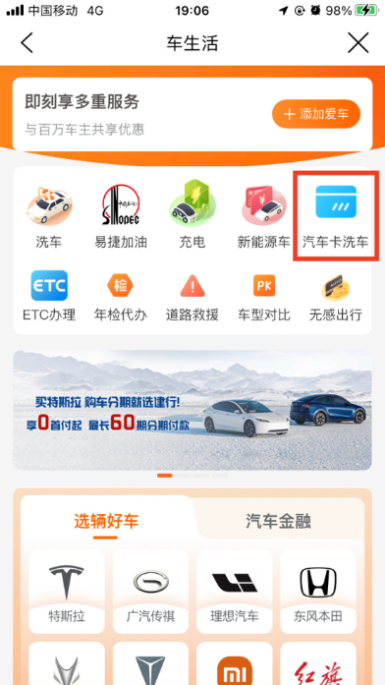 中国移动 4G 19:06 98%
车生活
即刻享多重服务
与百万车主共享优惠
+ 添加爱车
洗车 易捷加油 充电 新能源车 汽车卡洗车
SINOPEC
ETC 检 PK
ETC办理 年检代办 道路救援 车型对比 无感出行
买特斯拉 购车分期就选建行!
享0首付起 最长60期分期付款
选辆好车 汽车金融
特斯拉 广汽传祺 理想汽车 东风本田
红旗